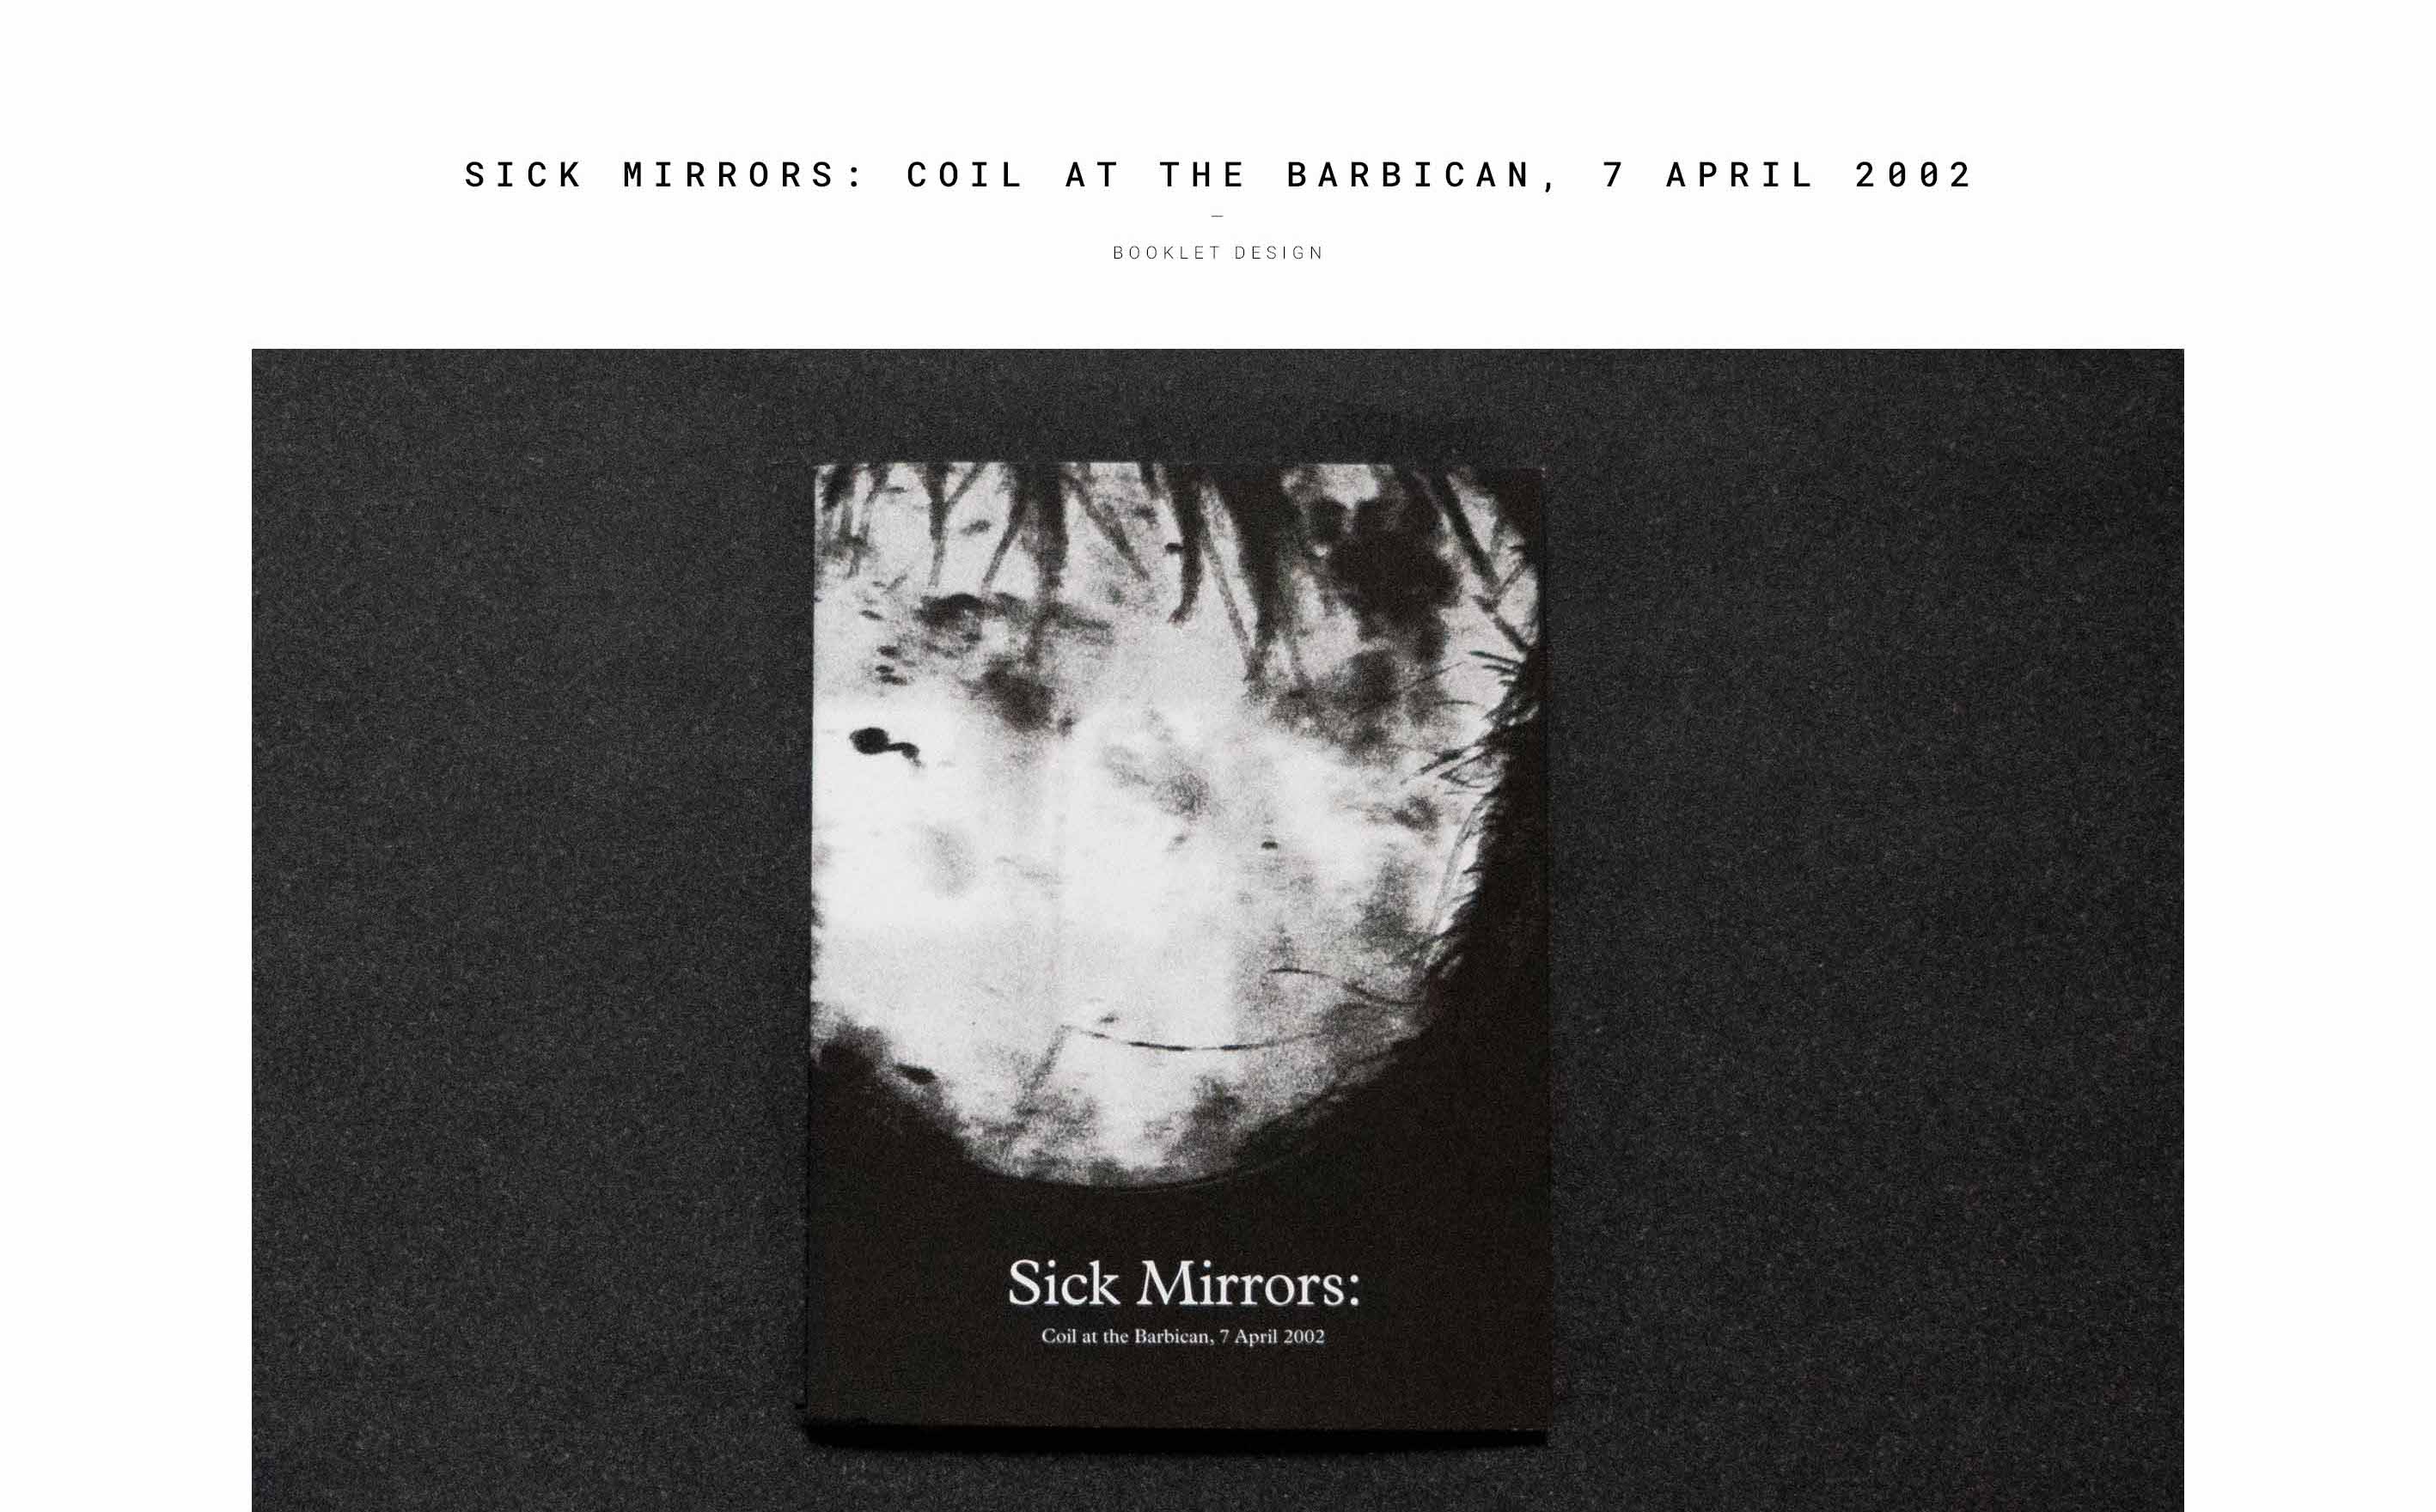 SICK MIRRORS: COIL AT THE BARBICAN, 7 APRIL 2002
—
BOOKLET DESIGN
Sick Mirrors:
Coil at the Barbican, 7 April 2002